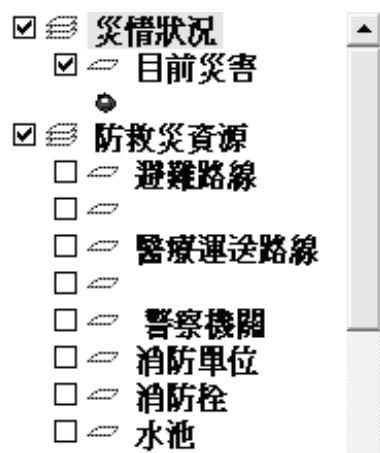 災情狀況
目前災害
防救災資源
避難路線
醫療運送路線
警察機關
消防單位
消防栓
水池